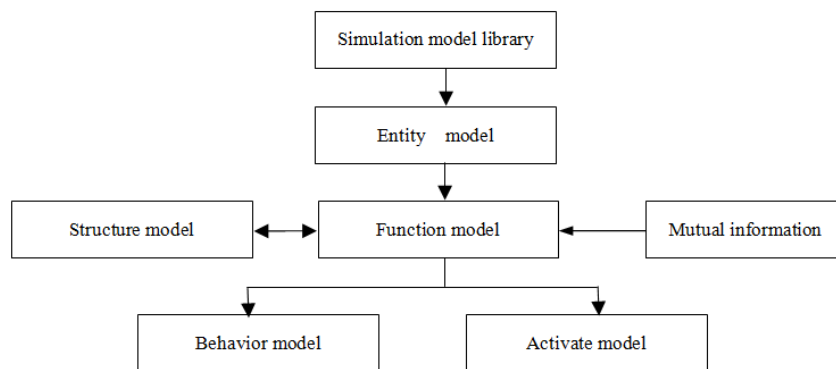 Simulation model library
Entity model
Structure model
Function model
Mutual information
Behavior model
Activate model